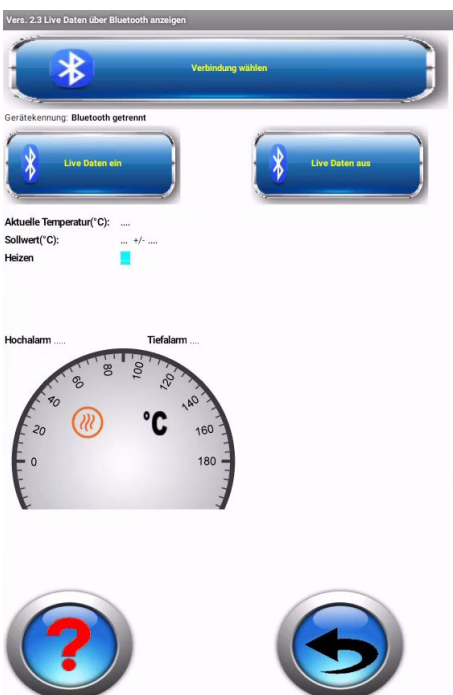 Vers. 2.3 Live Daten über Bluetooth anzeigen
Verbindung wählen
Gerätekennung: Bluetooth getrennt
Live Daten ein
Live Daten aus
Aktuelle Temperatur(°C): ....
Sollwert(°C): ... +/- ....
Heizen
Hochalarm ..... Tiefalarm ....
0 20 40 60 80 100 120 140 160 180
°C
?